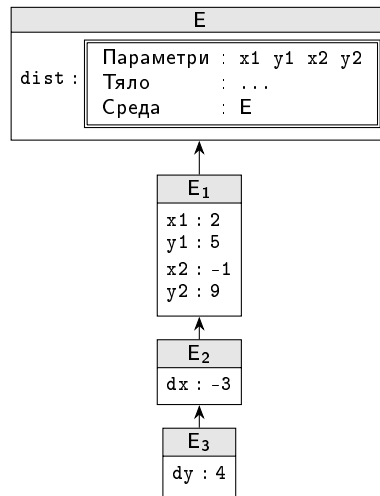 E
Параметри : x1 y1 x2 y2
dist : Тяло : ...
Среда : E
E₁
x1 : 2
y1 : 5
x2 : -1
y2 : 9
E₂
dx : -3
E₃
dy : 4